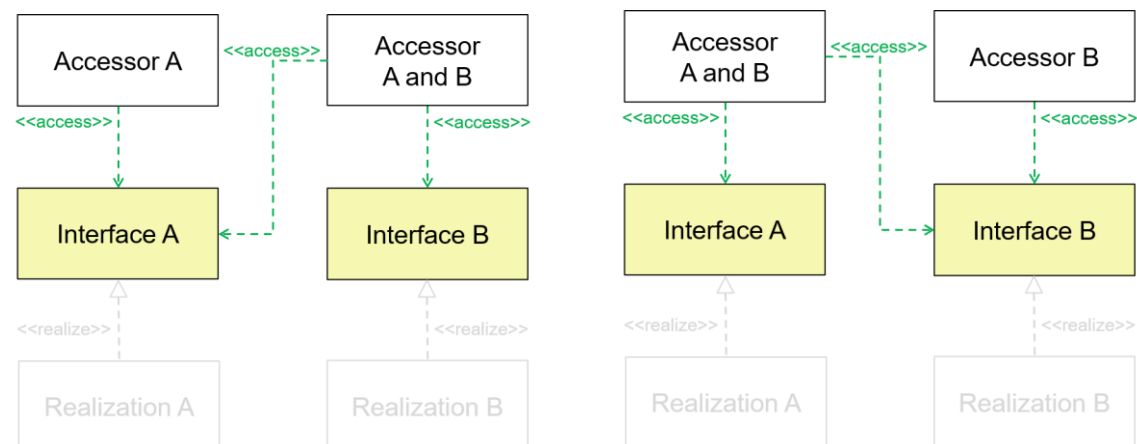 Accessor A
<<access>>
Accessor
A and B
<<access>>
<<access>>
Interface A
Interface B
<<realize>>
<<realize>>
Realization A
Realization B
Accessor
A and B
<<access>>
Accessor B
<<access>>
<<access>>
Interface A
Interface B
<<realize>>
<<realize>>
Realization A
Realization B